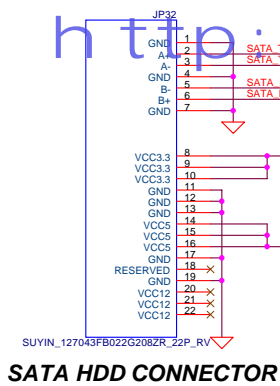 JP32
http:
GND 1
A+ 2 SATA_
A- 3 SATA_
GND 4
B- 5 SATA_
B+ 6 SATA_
GND 7
VCC3.3 8
VCC3.3 9
VCC3.3 10
GND 11
GND 12
GND 13
VCC5 14
VCC5 15
VCC5 16
GND 17
RESERVED 18
GND 19
VCC12 20
VCC12 21
VCC12 22
SUYIN_127043FB022G208ZR_22P_RV
SATA HDD CONNECTOR